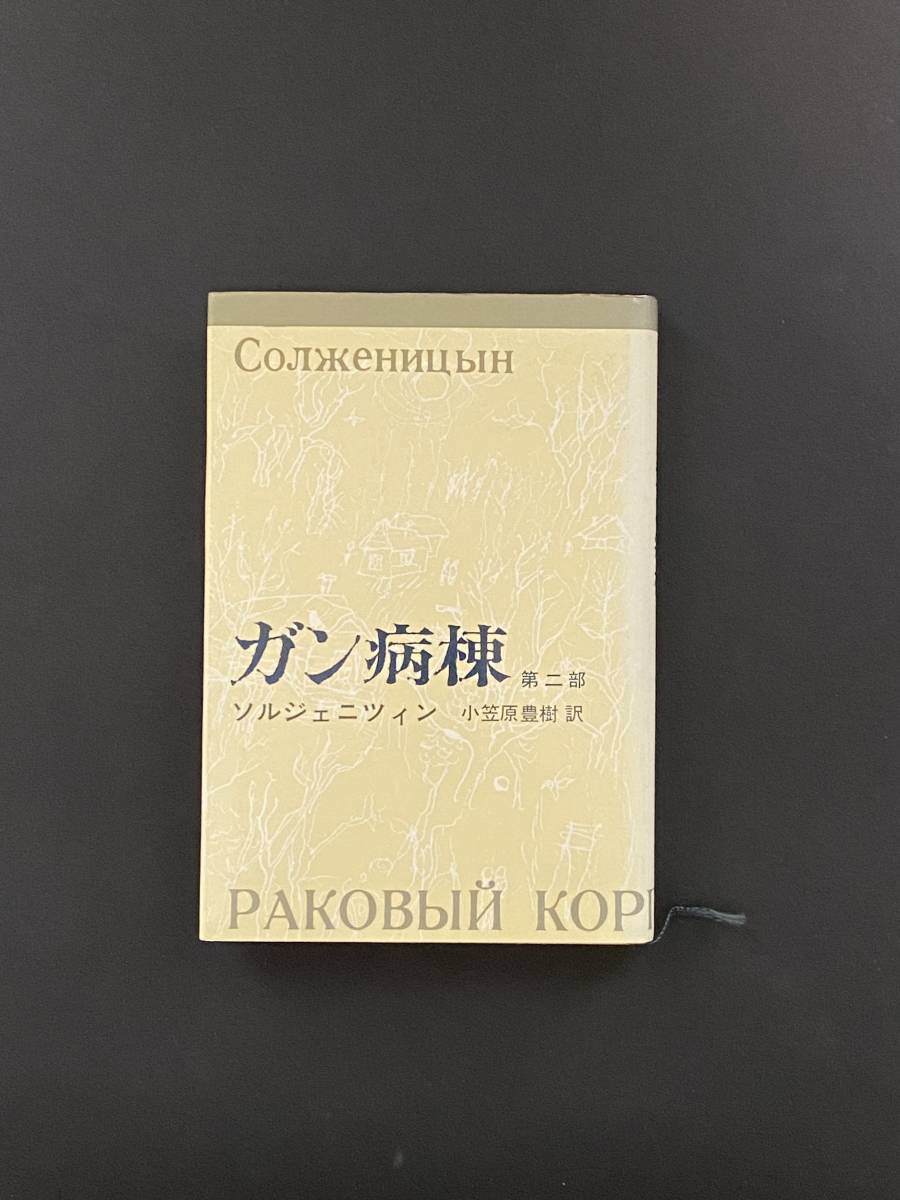 Солженицын
ガン病棟 第二部
ソルジェニツィン 小笠原豊樹 訳
РАКОВЫЙ КОР